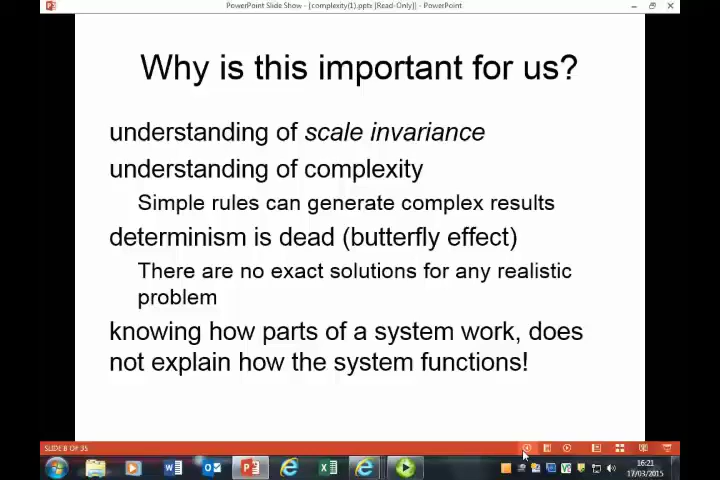 PowerPoint Slide Show - [complexity(1).pptx [Read-Only]] - PowerPoint
Why is this important for us?
understanding of scale invariance
understanding of complexity
Simple rules can generate complex results
determinism is dead (butterfly effect)
There are no exact solutions for any realistic
problem
knowing how parts of a system work, does
not explain how the system functions!
SLIDE 8 OF 35
16:21
17/03/2015